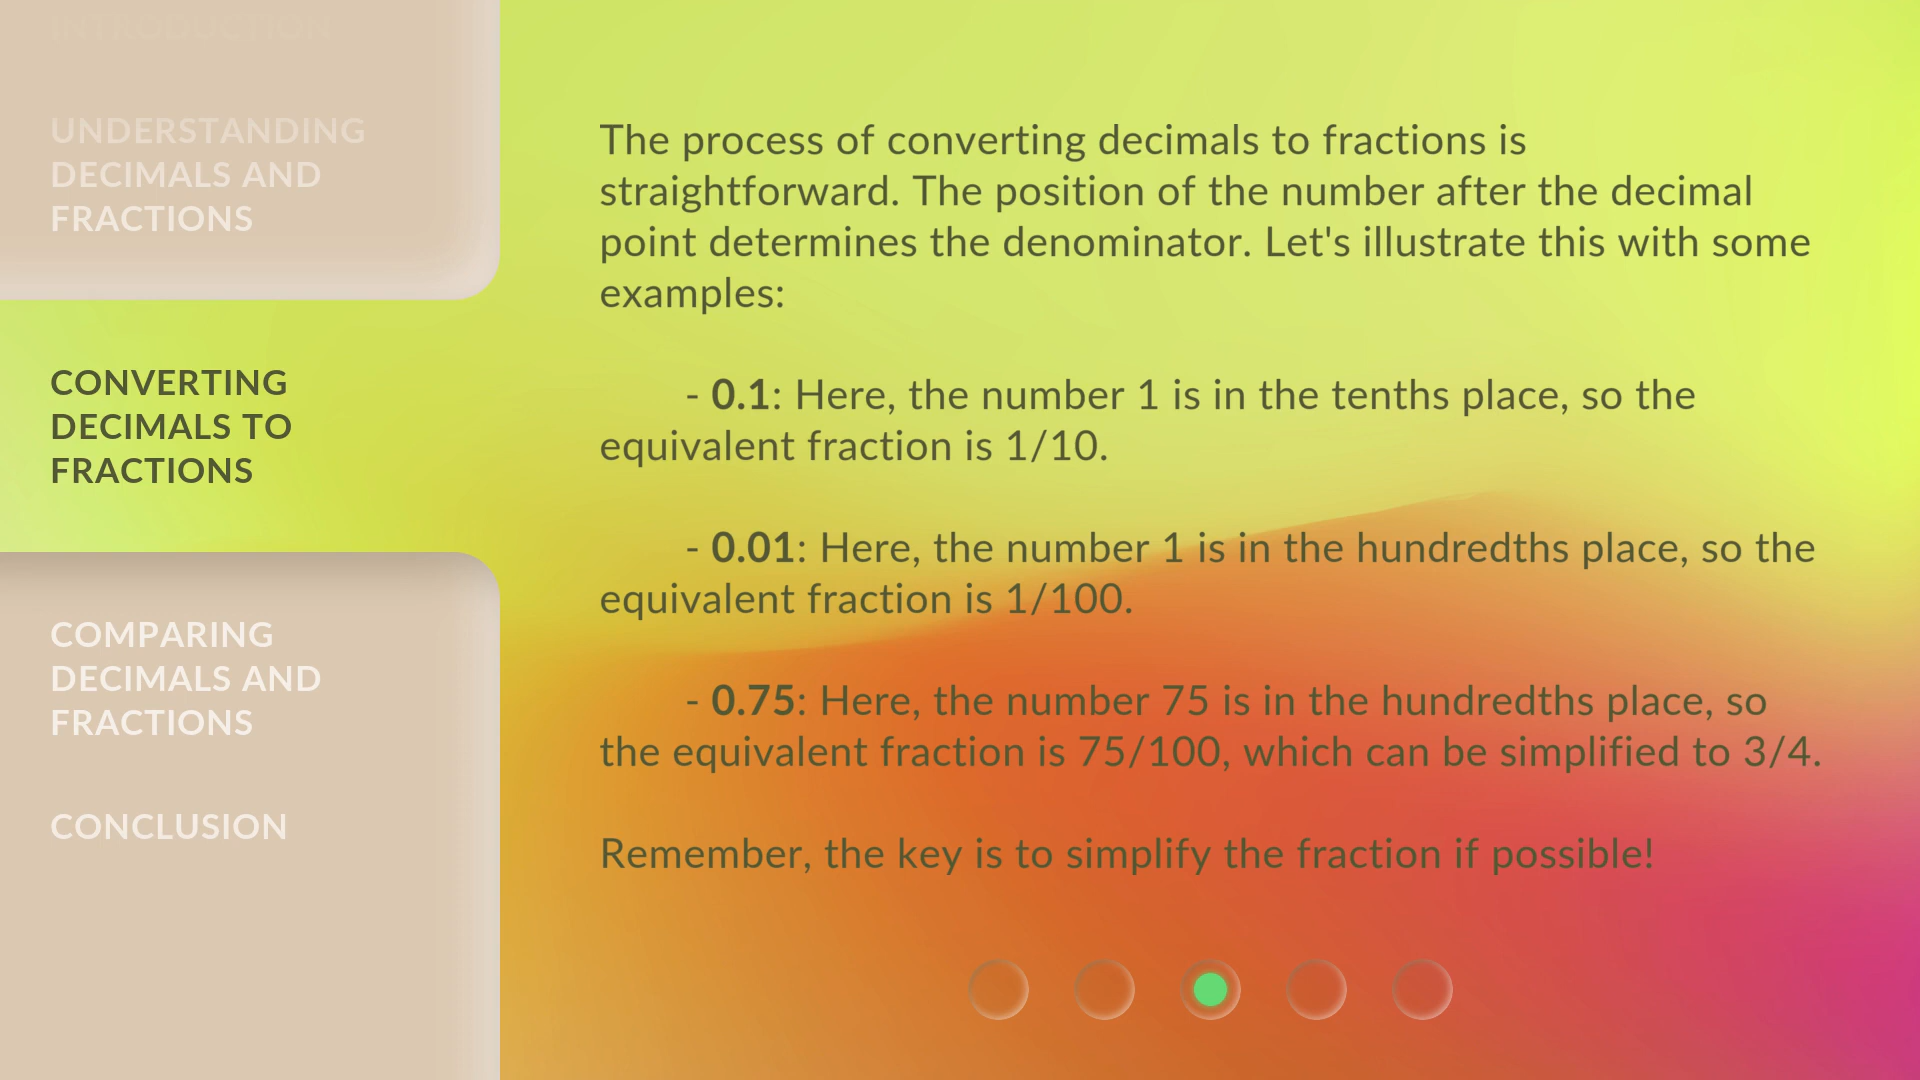 INTRODUCTION
UNDERSTANDING
DECIMALS AND
FRACTIONS
CONVERTING
DECIMALS TO
FRACTIONS
COMPARING
DECIMALS AND
FRACTIONS
CONCLUSION
The process of converting decimals to fractions is
straightforward. The position of the number after the decimal
point determines the denominator. Let's illustrate this with some
examples:
- 0.1: Here, the number 1 is in the tenths place, so the
equivalent fraction is 1/10.
- 0.01: Here, the number 1 is in the hundredths place, so the
equivalent fraction is 1/100.
- 0.75: Here, the number 75 is in the hundredths place, so
the equivalent fraction is 75/100, which can be simplified to 3/4.
Remember, the key is to simplify the fraction if possible!